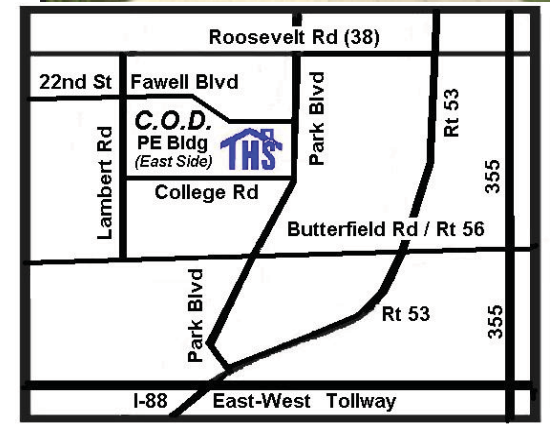 Roosevelt Rd (38)
22nd St
Fawell Blvd
C.O.D.
PE Bldg
(East Side)
THS
College Rd
Lambert Rd
Park Blvd
Rt 53
355
Butterfield Rd / Rt 56
Park Blvd
Rt 53
355
I-88 East-West Tollway